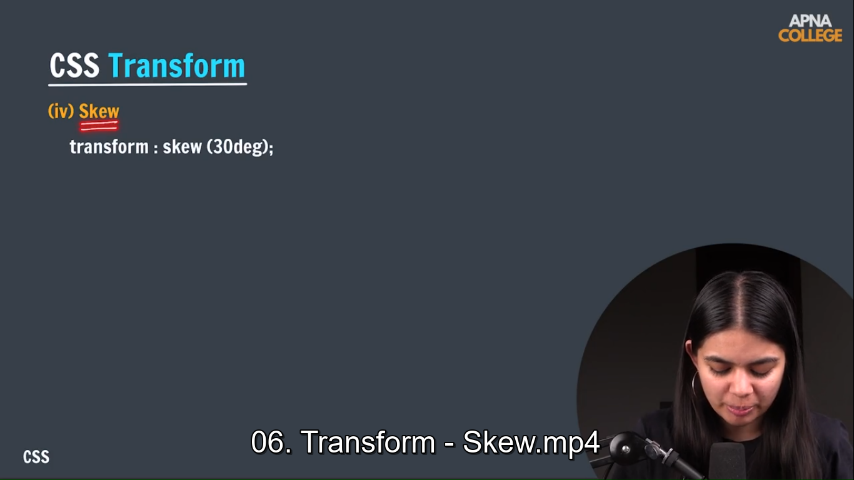 APNA
COLLEGE
CSS Transform
(iv) Skew
transform : skew (30deg);
06. Transform - Skew.mp4
CSS